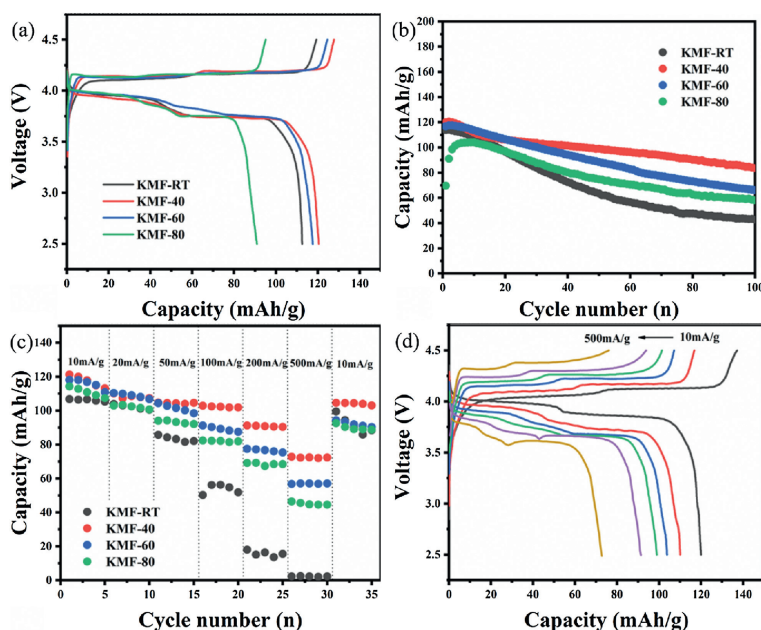 (a)
Voltage (V)
4.5
4.0
3.5
3.0
2.5
KMF-RT
KMF-40
KMF-60
KMF-80
0 20 40 60 80 100 120 140
Capacity (mAh/g)
(b)
Capacity (mAh/g)
200
180
160
140
120
100
80
60
40
20
0
KMF-RT
KMF-40
KMF-60
KMF-80
0 20 40 60 80 100
Cycle number (n)
(c)
Capacity (mAh/g)
160
140
120
100
80
60
40
20
0
10mA/g 20mA/g 50mA/g 100mA/g 200mA/g 500mA/g 10mA/g
KMF-RT
KMF-40
KMF-60
KMF-80
0 5 10 15 20 25 30 35
Cycle number (n)
(d)
Voltage (V)
4.5
4.0
3.5
3.0
2.5
500mA/g 10mA/g
0 20 40 60 80 100 120 140
Capacity (mAh/g)